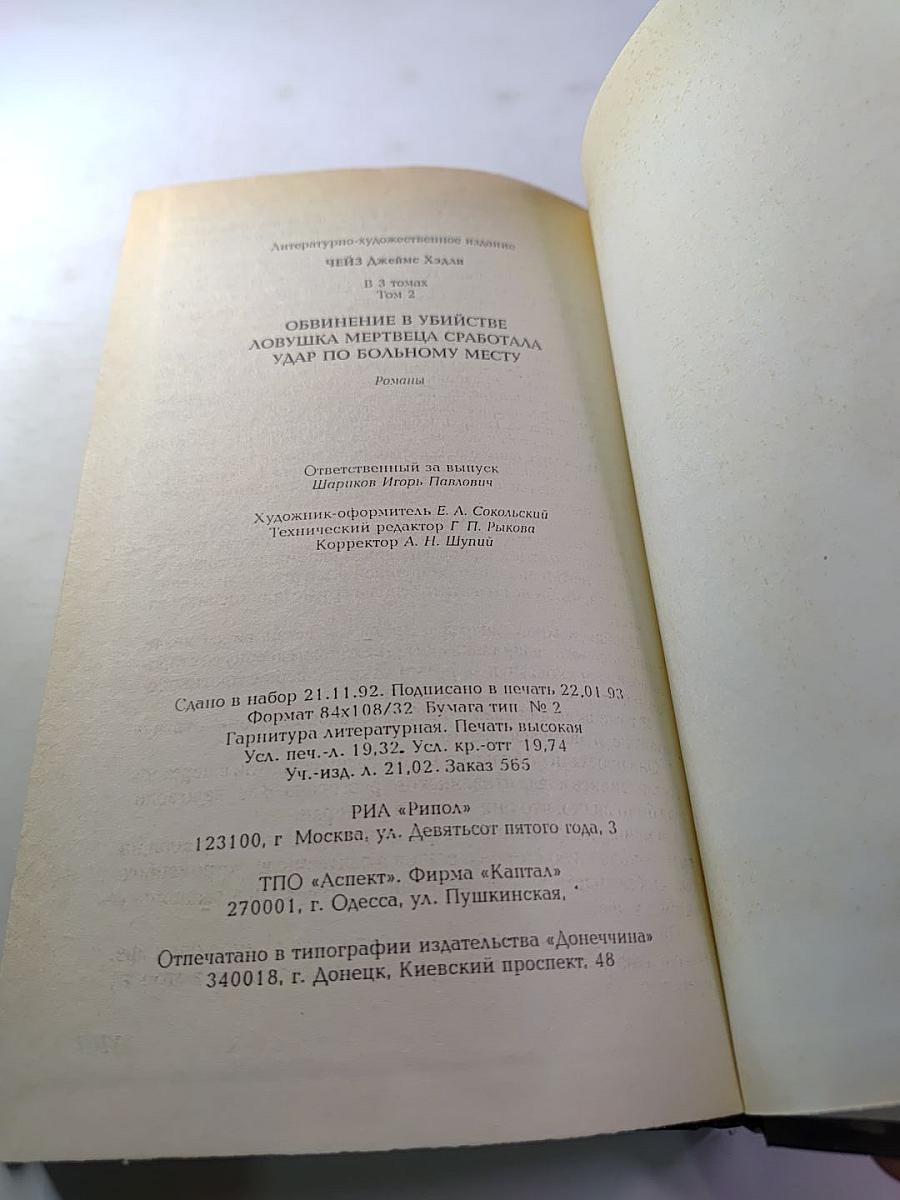 Литературно-художественное издание
ЧЕЙЗ Джеймс Хэдли
В 3 томах
Том 2
ОБВИНЕНИЕ В УБИЙСТВЕ
ЛОВУШКА МЕРТВЕЦА СРАБОТАЛА
УДАР ПО БОЛЬНОМУ МЕСТУ
Романы
Ответственный за выпуск
Шариков Игорь Павлович
Художник-оформитель Е. А. Сокольский
Технический редактор Г П. Рыкова
Корректор А. Н. Шупий
Сдано в набор 21.11.92. Подписано в печать 22.01 93
Формат 84х108/32 Бумага тип № 2
Гарнитура литературная. Печать высокая
Усл. печ.-л. 19,32. Усл. кр.-отт 19,74
Уч.-изд. л. 21,02. Заказ 565
РИА «Рипол»
123100, г Москва, ул. Девятьсот пятого года, 3
ТПО «Аспект». Фирма «Каптал»
270001, г. Одесса, ул. Пушкинская,
Отпечатано в типографии издательства «Донеччина»
340018, г. Донецк, Киевский проспект, 48